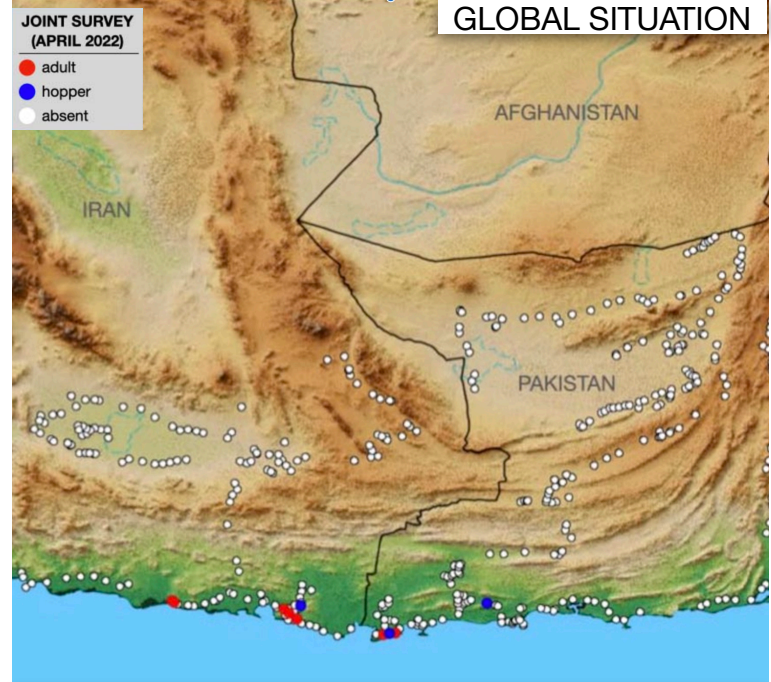 GLOBAL SITUATION
JOINT SURVEY
(APRIL 2022)
adult
hopper
absent
AFGHANISTAN
IRAN
PAKISTAN